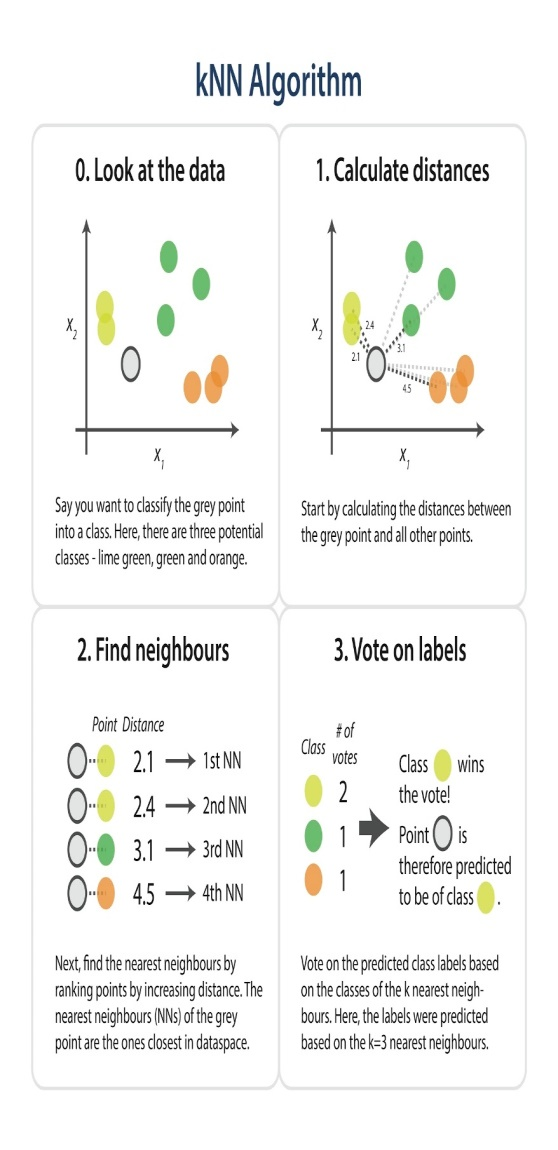 kNN Algorithm
0. Look at the data
X2
X1
Say you want to classify the grey point
into a class. Here, there are three potential
classes - lime green, green and orange.
1. Calculate distances
X2
2.4
2.1
3.1
4.5
X1
Start by calculating the distances between
the grey point and all other points.
2. Find neighbours
Point Distance
2.1 → 1st NN
2.4 → 2nd NN
3.1 → 3rd NN
4.5 → 4th NN
Next, find the nearest neighbours by
ranking points by increasing distance. The
nearest neighbours (NNs) of the grey
point are the ones closest in dataspace.
3. Vote on labels
Class # of
votes
2
1
1
Class wins
the vote!
Point is
therefore predicted
to be of class .
Vote on the predicted class labels based
on the classes of the k nearest neigh-
bours. Here, the labels were predicted
based on the k=3 nearest neighbours.